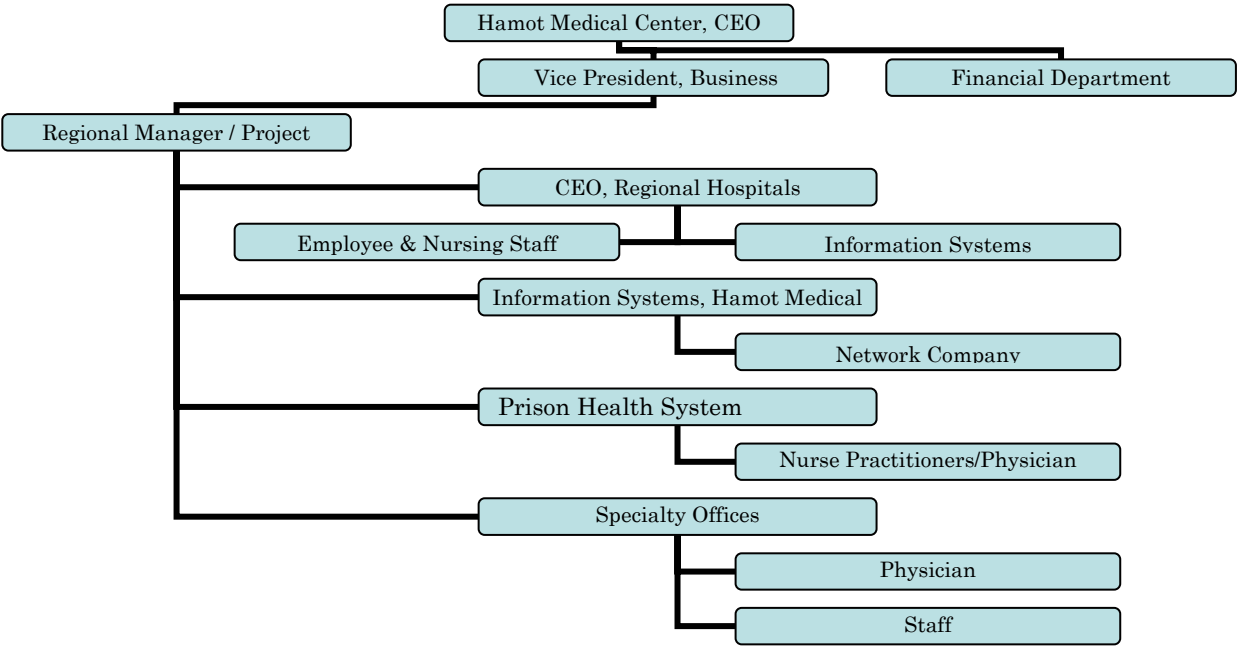 Hamot Medical Center, CEO
Vice President, Business
Financial Department
Regional Manager / Project
CEO, Regional Hospitals
Employee & Nursing Staff
Information Systems
Information Systems, Hamot Medical
Network Company
Prison Health System
Nurse Practitioners/Physician
Specialty Offices
Physician
Staff